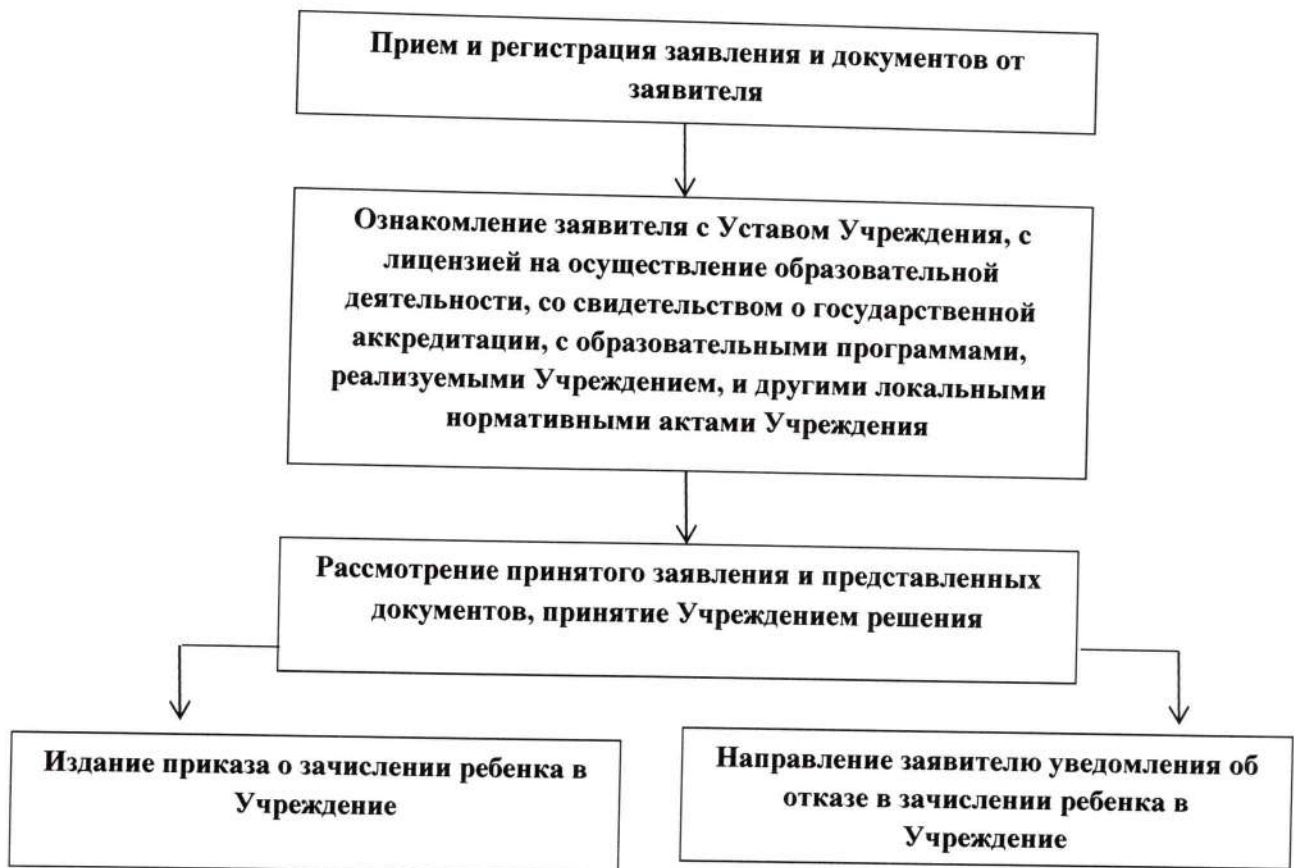 Прием и регистрация заявления и документов от
заявителя
Ознакомление заявителя с Уставом Учреждения, с
лицензией на осуществление образовательной
деятельности, со свидетельством о государственной
аккредитации, с образовательными программами,
реализуемыми Учреждением, и другими локальными
нормативными актами Учреждения
Рассмотрение принятого заявления и представленных
документов, принятие Учреждением решения
Издание приказа о зачислении ребенка в
Учреждение
Направление заявителю уведомления об
отказе в зачислении ребенка в
Учреждение